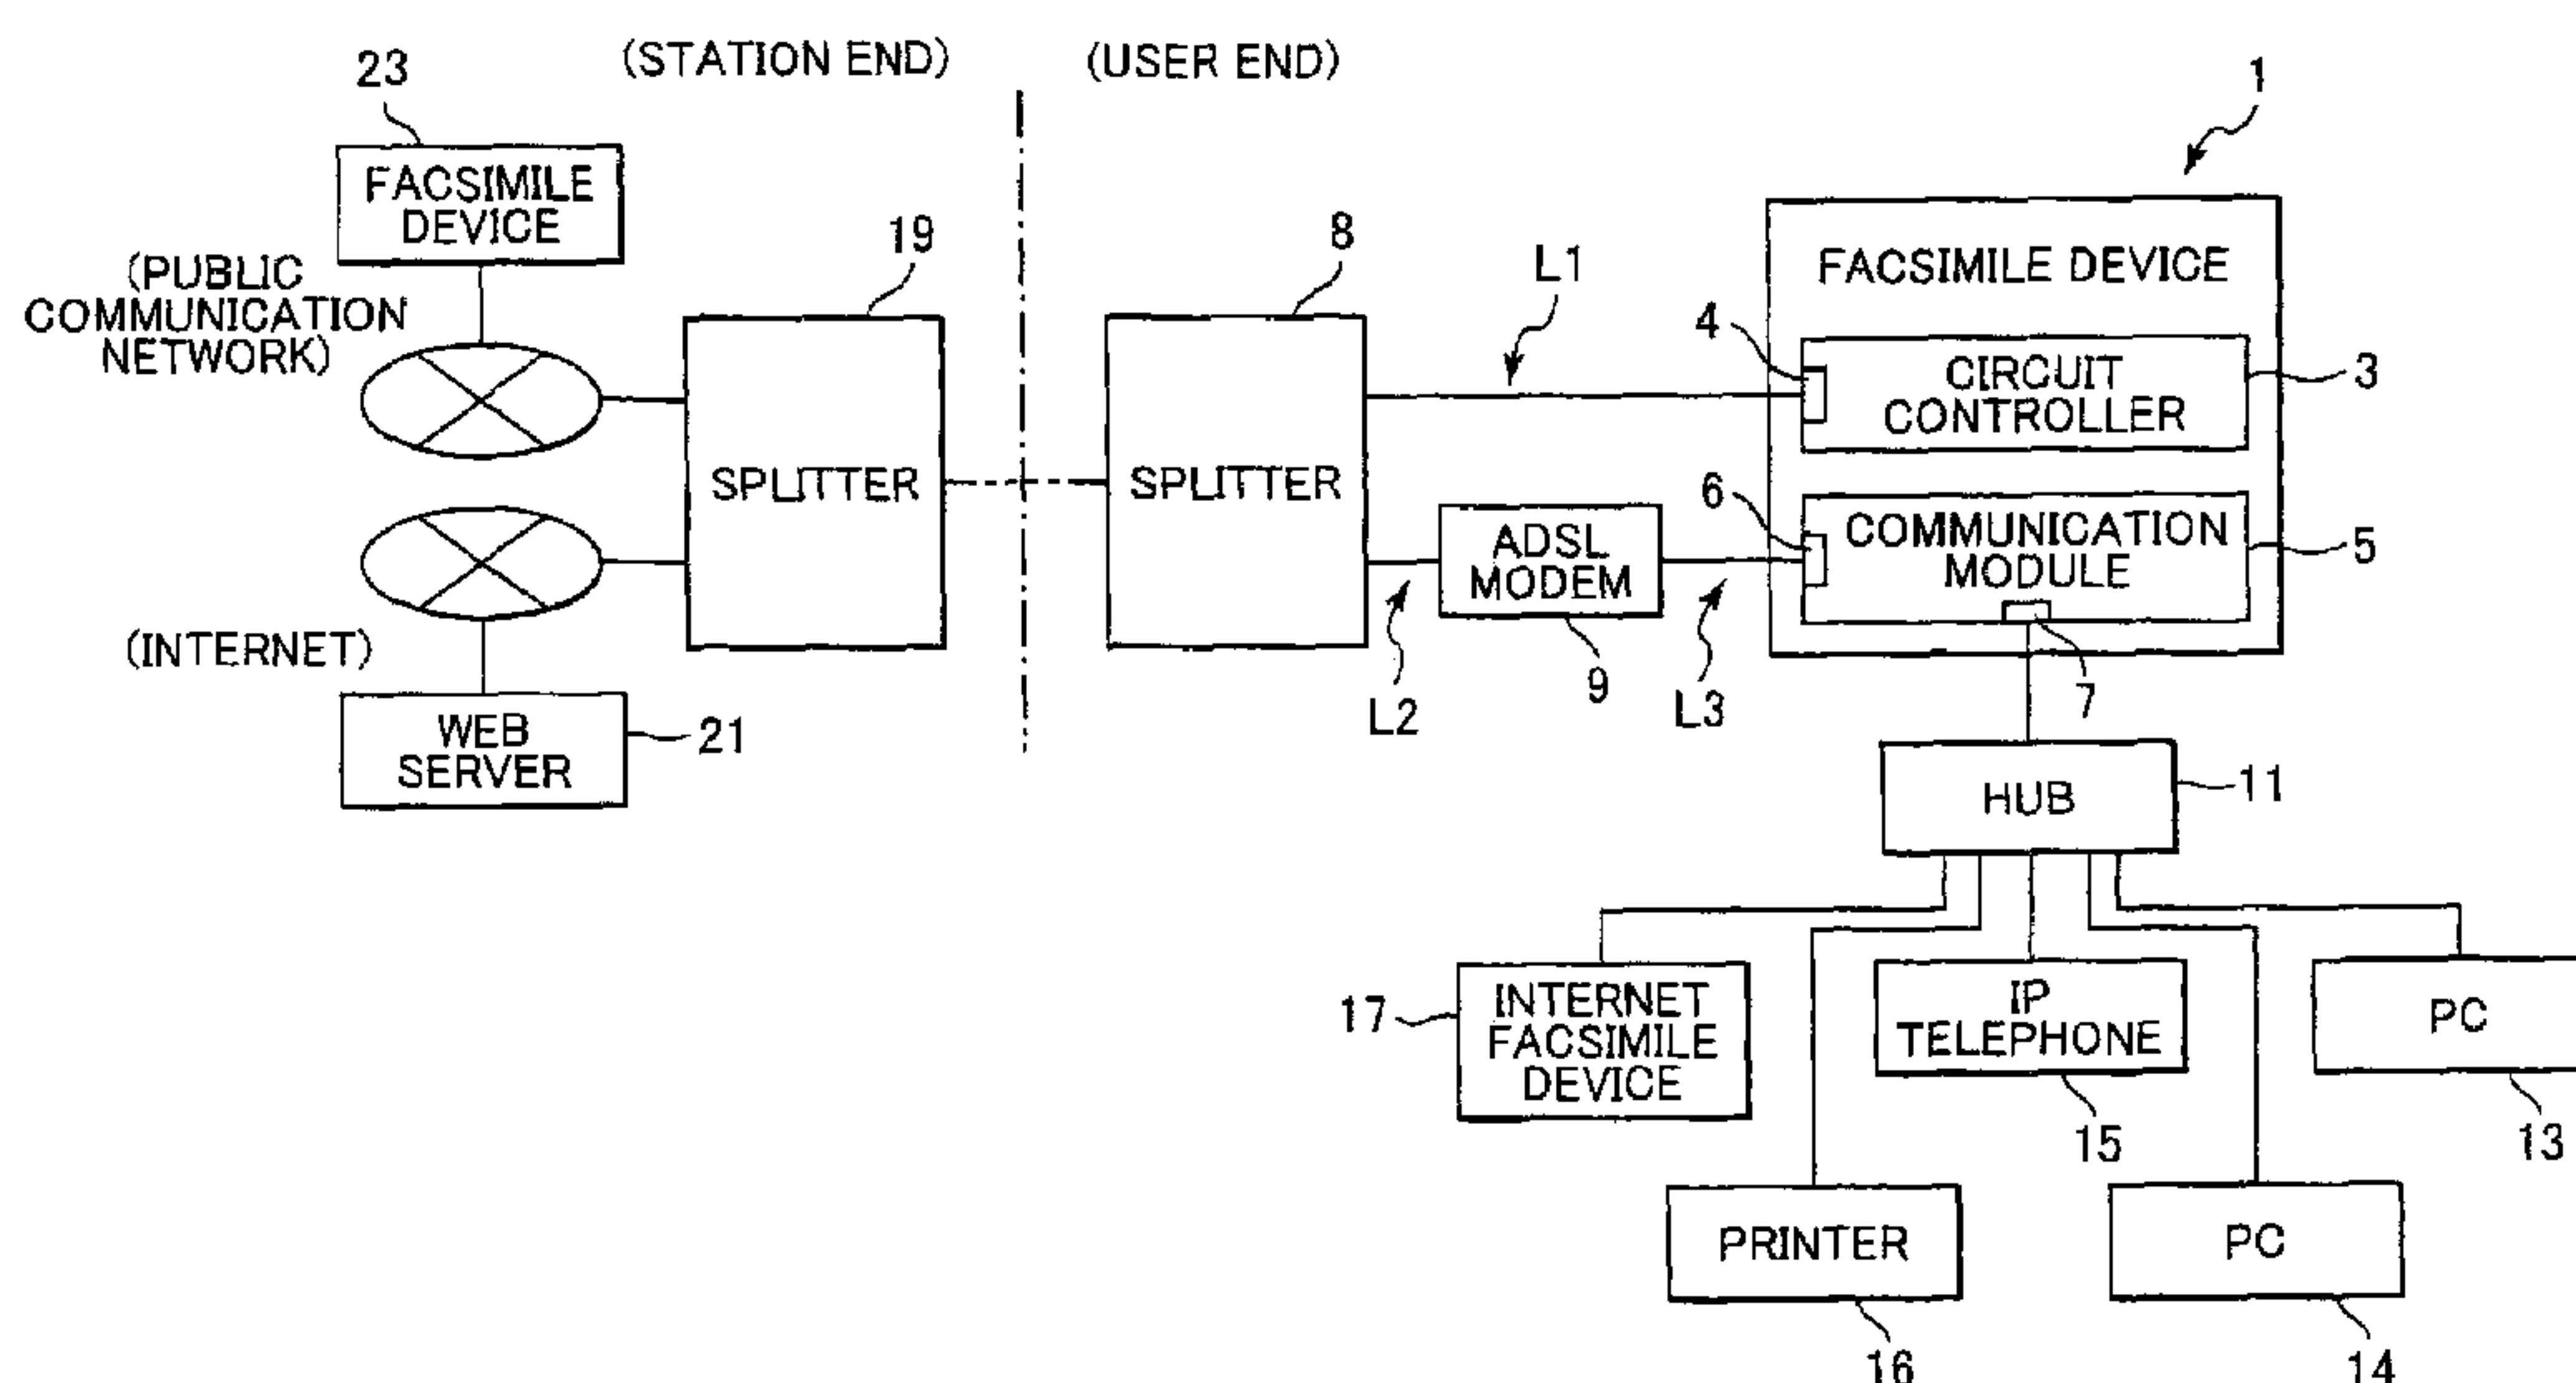 (STATION END)
(USER END)
23
1
FACSIMILE
DEVICE
19
8
L1
FACSIMILE DEVICE
(PUBLIC
COMMUNICATION
NETWORK)
4
CIRCUIT
CONTROLLER
3
SPLITTER
SPLITTER
6
COMMUNICATION
MODULE
5
ADSL
MODEM
(INTERNET)
9
7
L2
L3
WEB
SERVER
21
HUB
11
17
INTERNET
FACSIMILE
DEVICE
IP
TELEPHONE
PC
15
13
PRINTER
PC
16
14